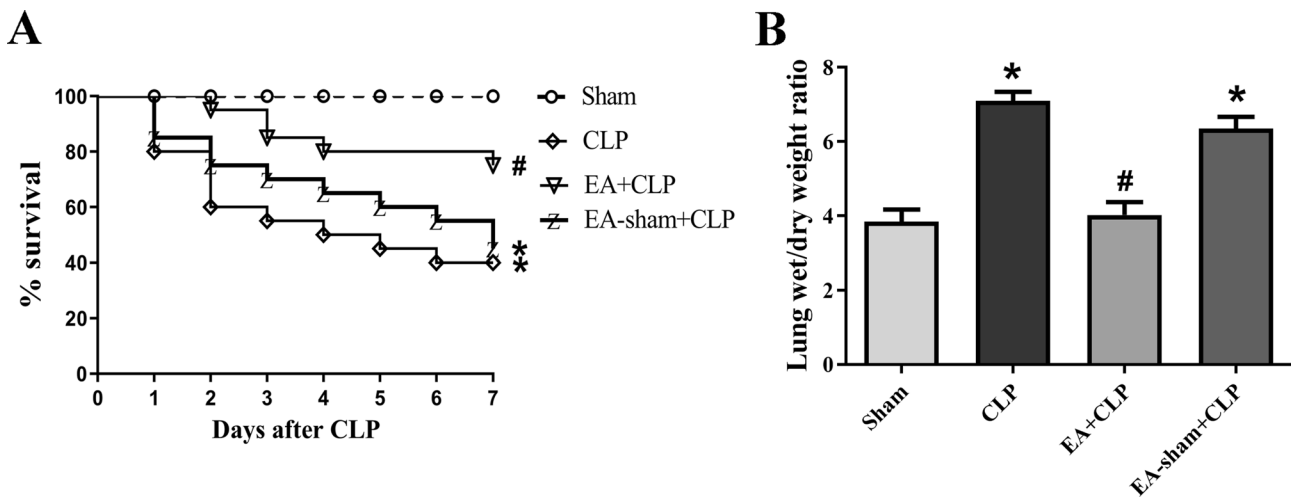 A
% survival
100
80
60
40
20
0
0 1 2 3 4 5 6 7
Days after CLP
Sham
CLP
EA+CLP
Z EA-sham+CLP
Z Z Z Z Z Z Z
#
*
*
B
Lung wet/dry weight ratio
8
6
4
2
0
* # *
Sham
CLP
EA+CLP
EA-sham+CLP